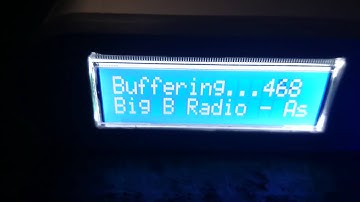 Buffering...468
Big B Radio - As